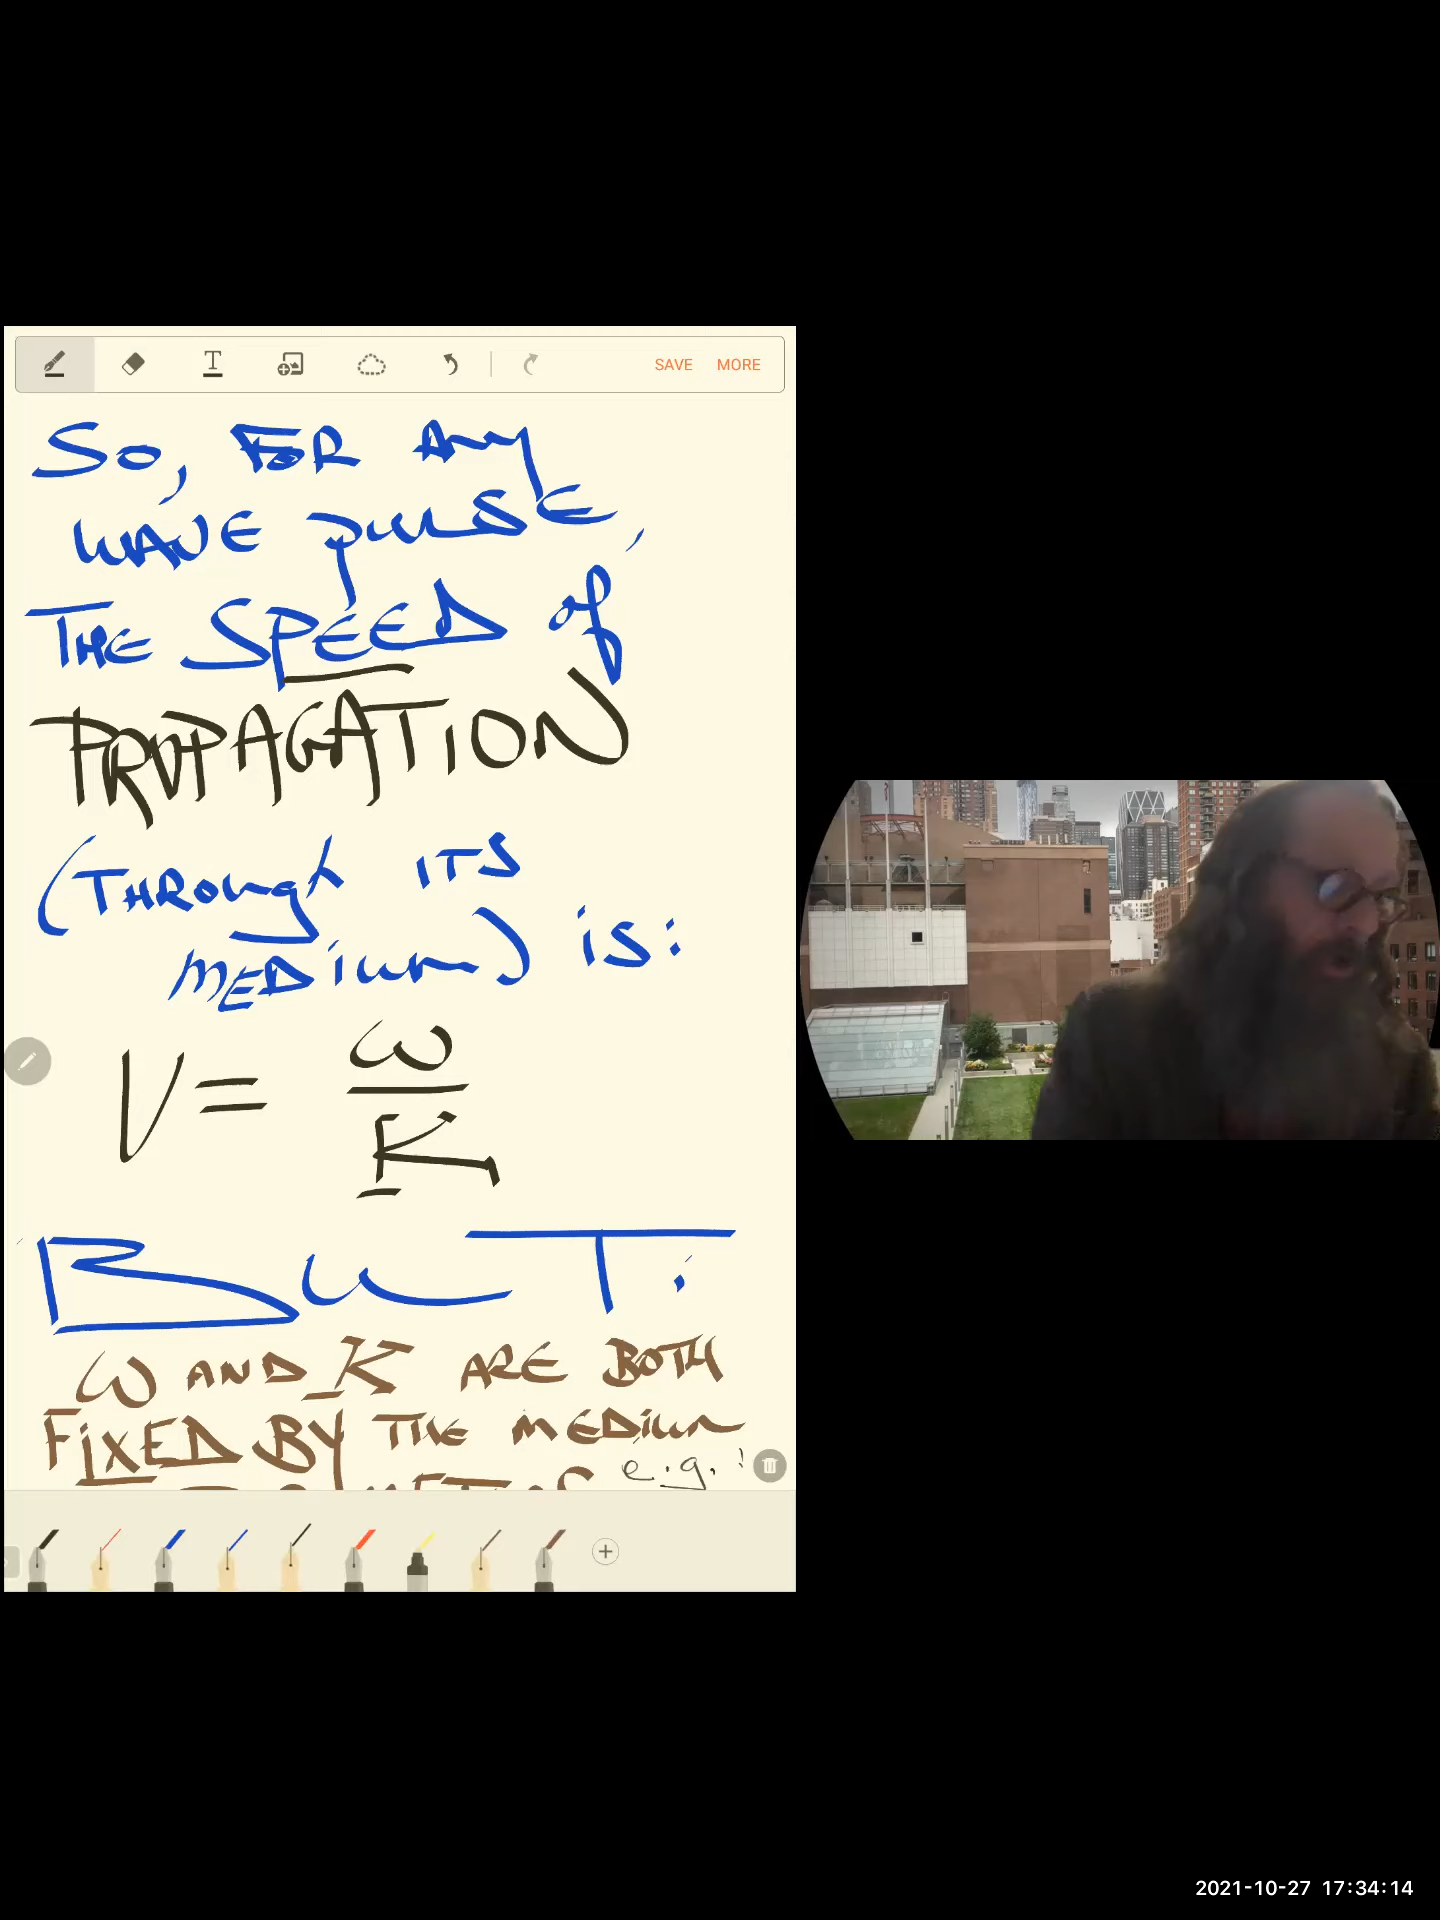 SAVE MORE
So, FOR Any
WAVE pulse,
THE SPEED of
PROPAGATION
(THROUGH ITS
MEDIUM) is:
V = ω
K
BUT:
ω AND K ARE BOTH
FIXED BY THE MEDIUM
e.g. :
2021-10-27 17:34:14